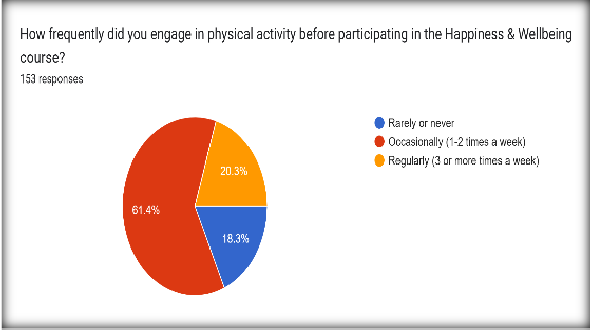 How frequently did you engage in physical activity before participating in the Happiness & Wellbeing
course?
153 responses
Rarely or never
Occasionally (1-2 times a week)
Regularly (3 or more times a week)
20.3%
61.4%
18.3%